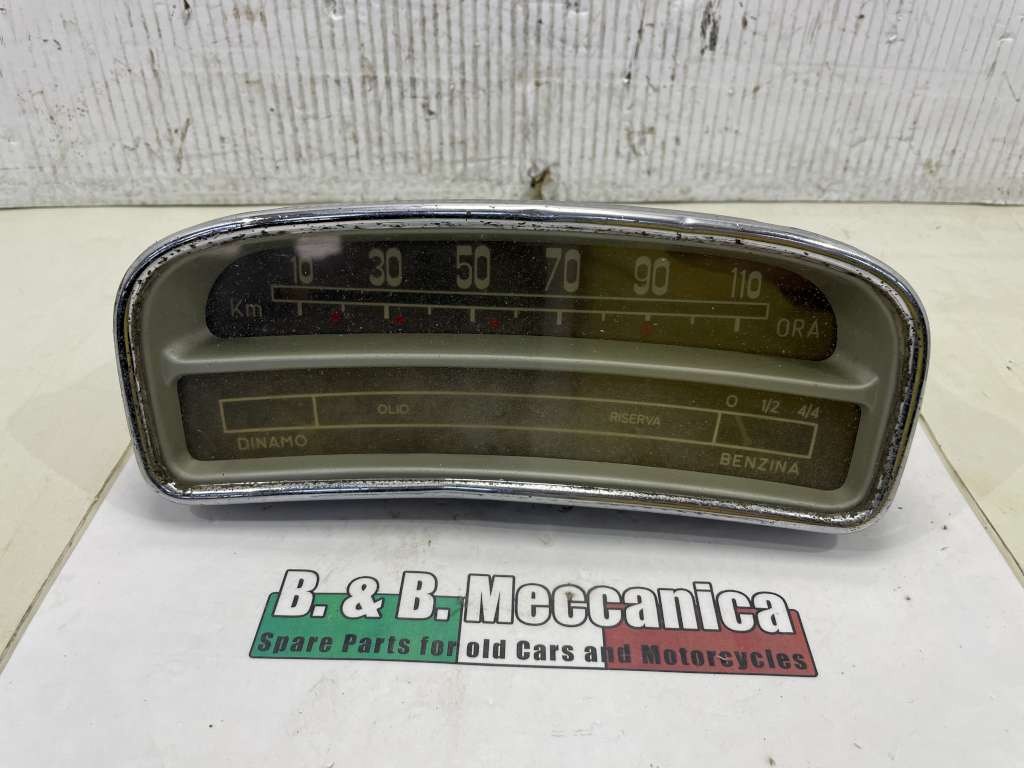 10 30 50 70 90 110
Km ORA
O 1/2 4/4
OLIO RISERVA
DINAMO BENZINA
B. & B. Meccanica
Spare Parts for old Cars and Motorcycles